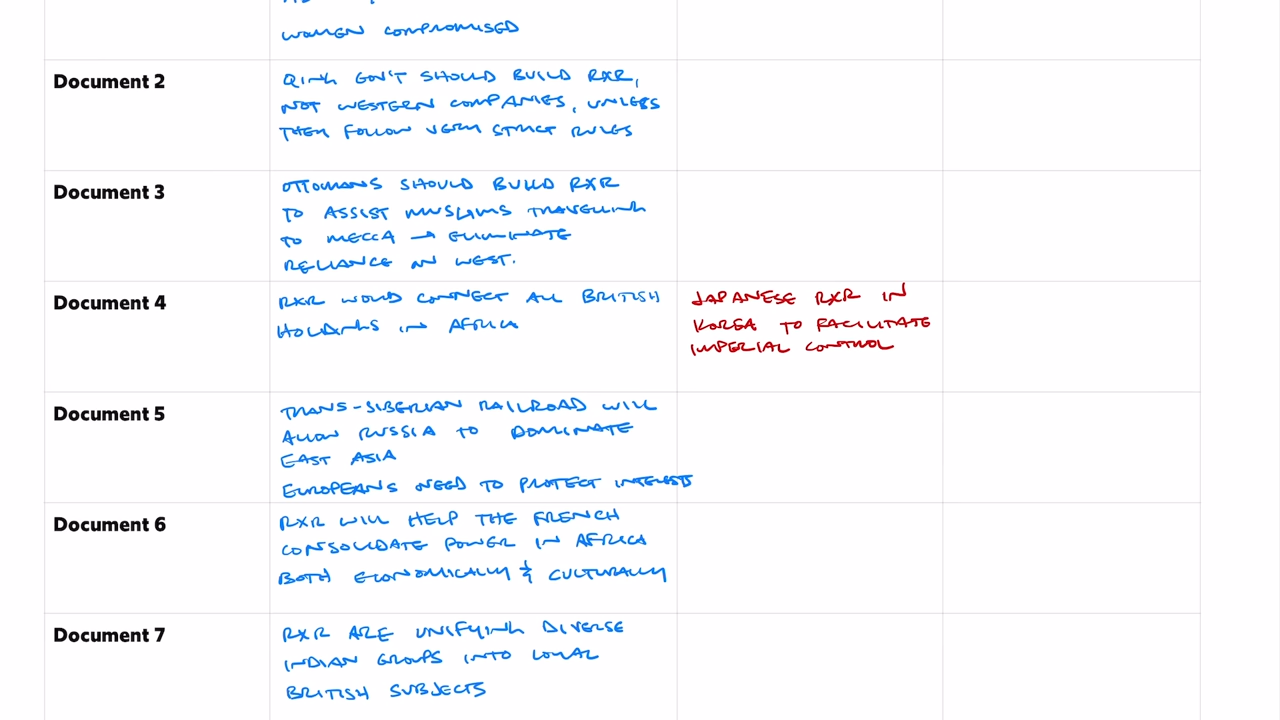 WOMEN COMPROMISED
Document 2
QING GOV'T SHOULD BUILD RXR,
NOT WESTERN COMPANIES, UNLESS
THEY FOLLOW VERY STRICT RULES
Document 3
OTTOMANS SHOULD BUILD RXR
TO ASSIST MUSLIMS TRAVELLING
TO MECCA → ELIMINATE
RELIANCE ON WEST.
Document 4
RXR WOULD CONNECT ALL BRITISH
HOLDINGS IN AFRICA
JAPANESE RXR IN
KOREA TO FACILITATE
IMPERIAL CONTROL
Document 5
TRANS-SIBERIAN RAILROAD WILL
ALLOW RUSSIA TO DOMINATE
EAST ASIA
EUROPEANS NEED TO PROTECT INTERESTS
Document 6
RXR WILL HELP THE FRENCH
CONSOLIDATE POWER IN AFRICA
BOTH ECONOMICALLY & CULTURALLY
Document 7
RXR ARE UNIFYING DIVERSE
INDIAN GROUPS INTO LOYAL
BRITISH SUBJECTS